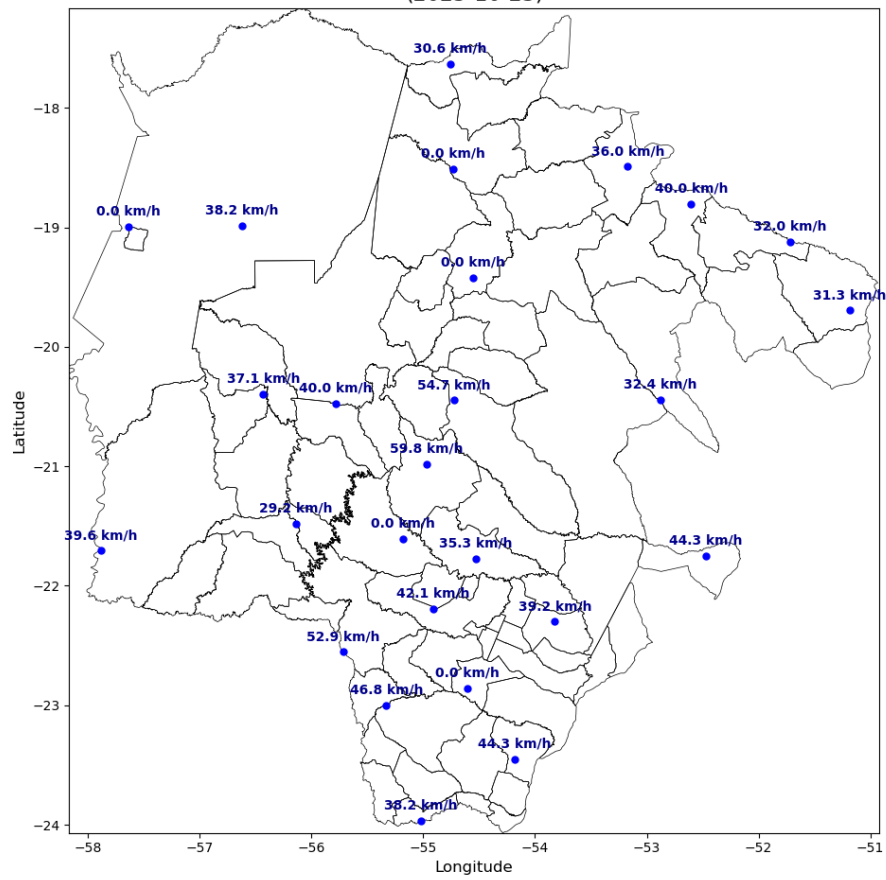 30.6 km/h
0.0 km/h
36.0 km/h
40.0 km/h
0.0 km/h
38.2 km/h
32.0 km/h
0.0 km/h
31.3 km/h
37.1 km/h
40.0 km/h
54.7 km/h
32.4 km/h
59.8 km/h
29.2 km/h
0.0 km/h
39.6 km/h
35.3 km/h
44.3 km/h
42.1 km/h
39.2 km/h
52.9 km/h
0.0 km/h
46.8 km/h
44.3 km/h
38.2 km/h
−18
−19
−20
−21
−22
−23
−24
Latitude
−58 −57 −56 −55 −54 −53 −52 −51
Longitude